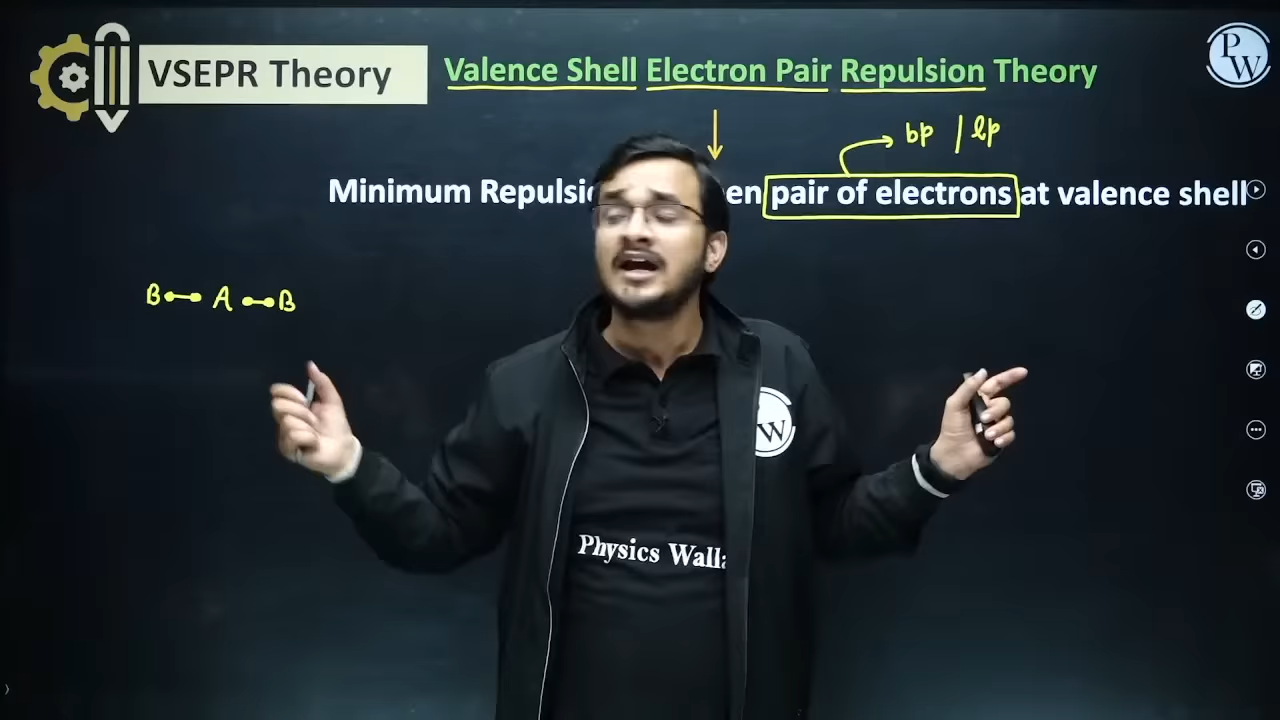 VSEPR Theory
Valence Shell Electron Pair Repulsion Theory
PW
bp / lp
Minimum Repulsi en pair of electrons at valence shell
B A B
W
Physics Walla